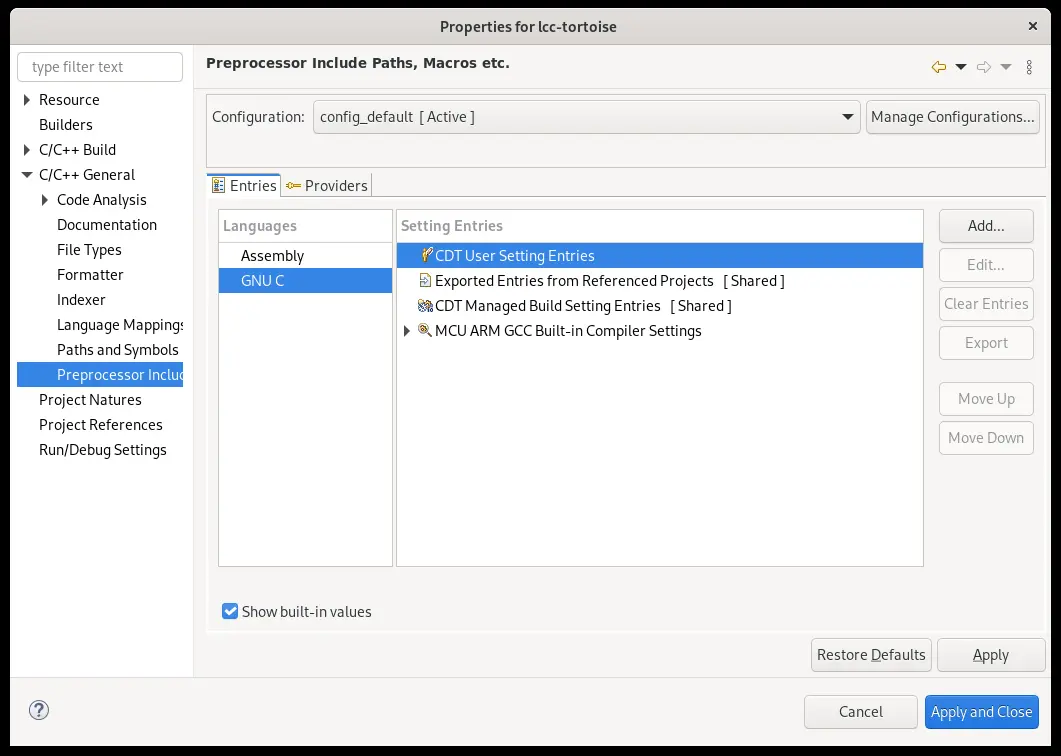 Properties for lcc-tortoise
type filter text
Resource
Builders
C/C++ Build
C/C++ General
Code Analysis
Documentation
File Types
Formatter
Indexer
Language Mappings
Paths and Symbols
Preprocessor Includ
Project Natures
Project References
Run/Debug Settings
Preprocessor Include Paths, Macros etc.
Configuration:
config_default [ Active ]
Manage Configurations...
Entries
Providers
Languages
Assembly
GNU C
Setting Entries
CDT User Setting Entries
Exported Entries from Referenced Projects [ Shared ]
CDT Managed Build Setting Entries [ Shared ]
MCU ARM GCC Built-in Compiler Settings
Add...
Edit...
Clear Entries
Export
Move Up
Move Down
Show built-in values
Restore Defaults
Apply
?
Cancel
Apply and Close